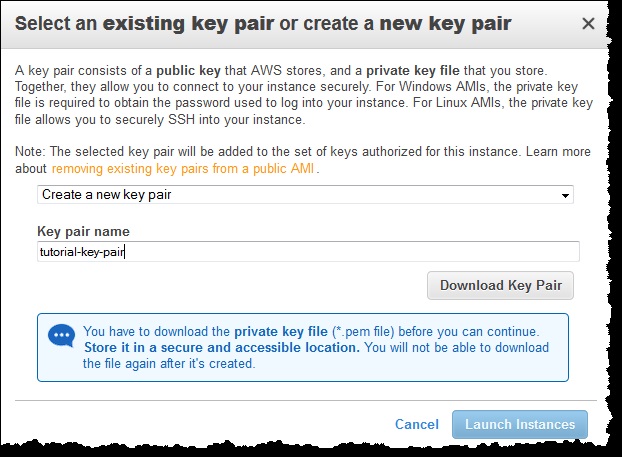 Select an existing key pair or create a new key pair
A key pair consists of a public key that AWS stores, and a private key file that you store.
Together, they allow you to connect to your instance securely. For Windows AMIs, the private key
file is required to obtain the password used to log into your instance. For Linux AMIs, the private key
file allows you to securely SSH into your instance.
Note: The selected key pair will be added to the set of keys authorized for this instance. Learn more
about removing existing key pairs from a public AMI .
Create a new key pair
Key pair name
tutorial-key-pair
Download Key Pair
You have to download the private key file (*.pem file) before you can continue.
Store it in a secure and accessible location. You will not be able to download
the file again after it's created.
Cancel Launch Instances